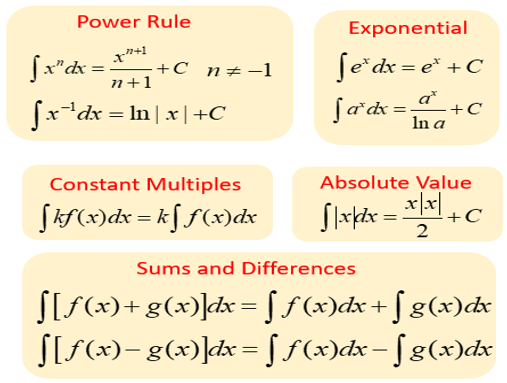 Power Rule
∫xⁿdx = xⁿ⁺¹/(n+1) + C   n ≠ −1
∫x⁻¹dx = ln|x| + C
Exponential
∫eˣdx = eˣ + C
∫aˣdx = aˣ/ln a + C
Constant Multiples
∫kf(x)dx = k∫f(x)dx
Absolute Value
∫|x|dx = x|x|/2 + C
Sums and Differences
∫[f(x) + g(x)]dx = ∫f(x)dx + ∫g(x)dx
∫[f(x) − g(x)]dx = ∫f(x)dx − ∫g(x)dx